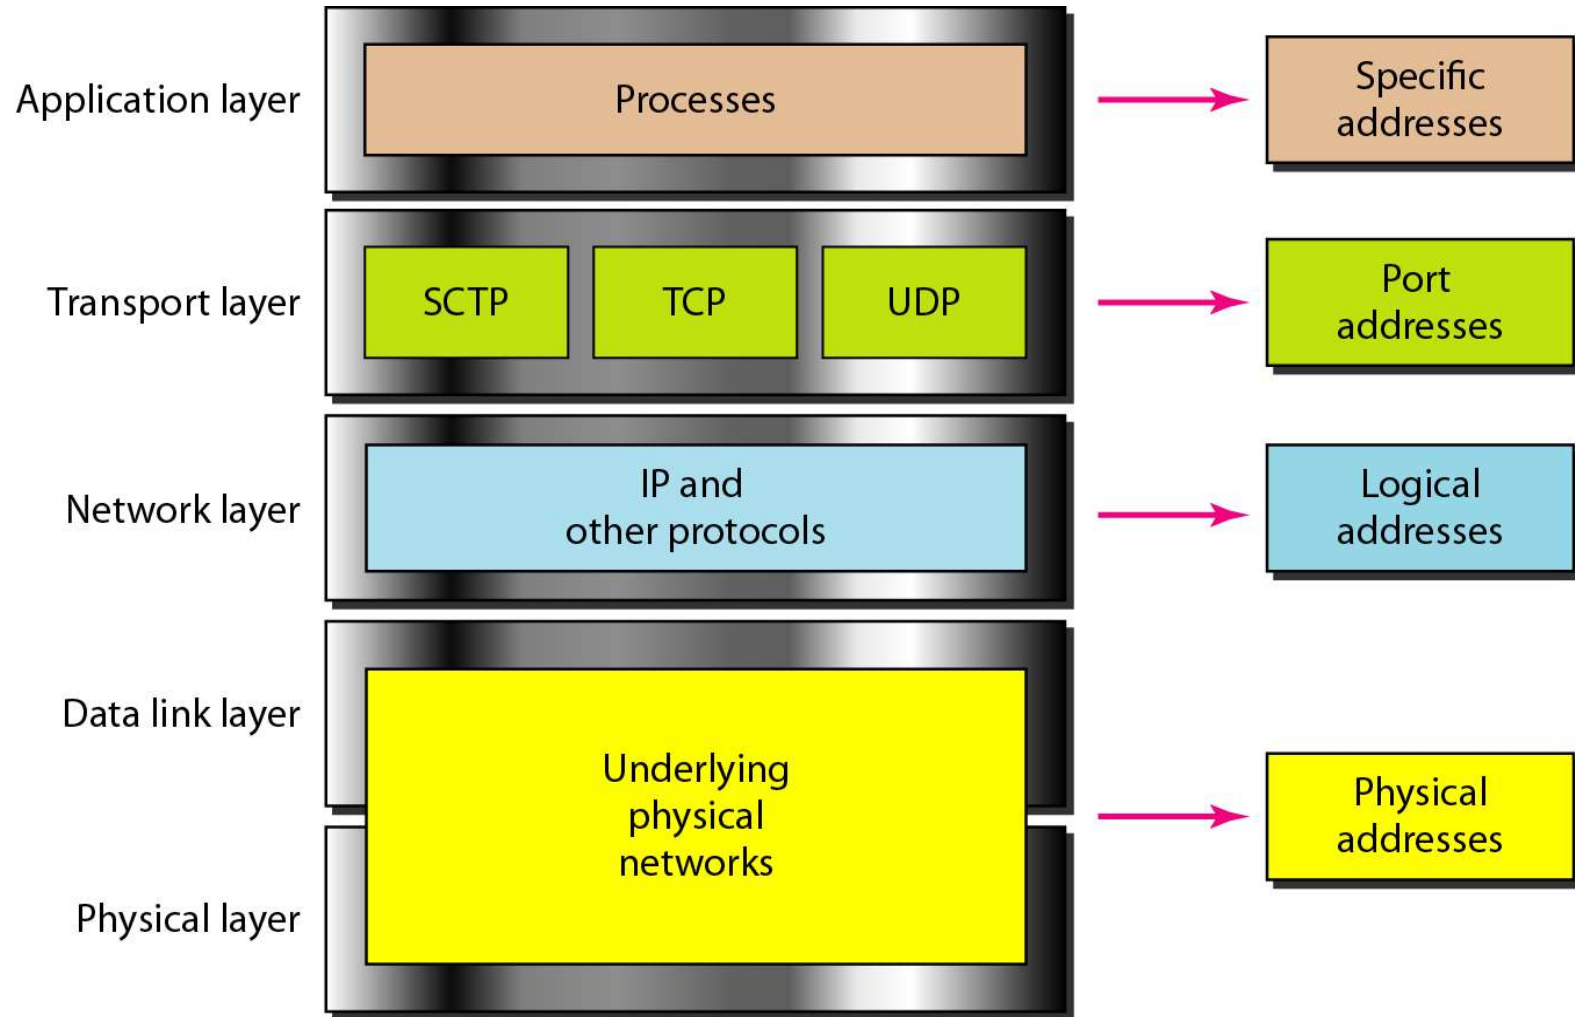 Application layer
Processes
Specific
addresses
Transport layer
SCTP
TCP
UDP
Port
addresses
Network layer
IP and
other protocols
Logical
addresses
Data link layer
Underlying
physical
networks
Physical
addresses
Physical layer